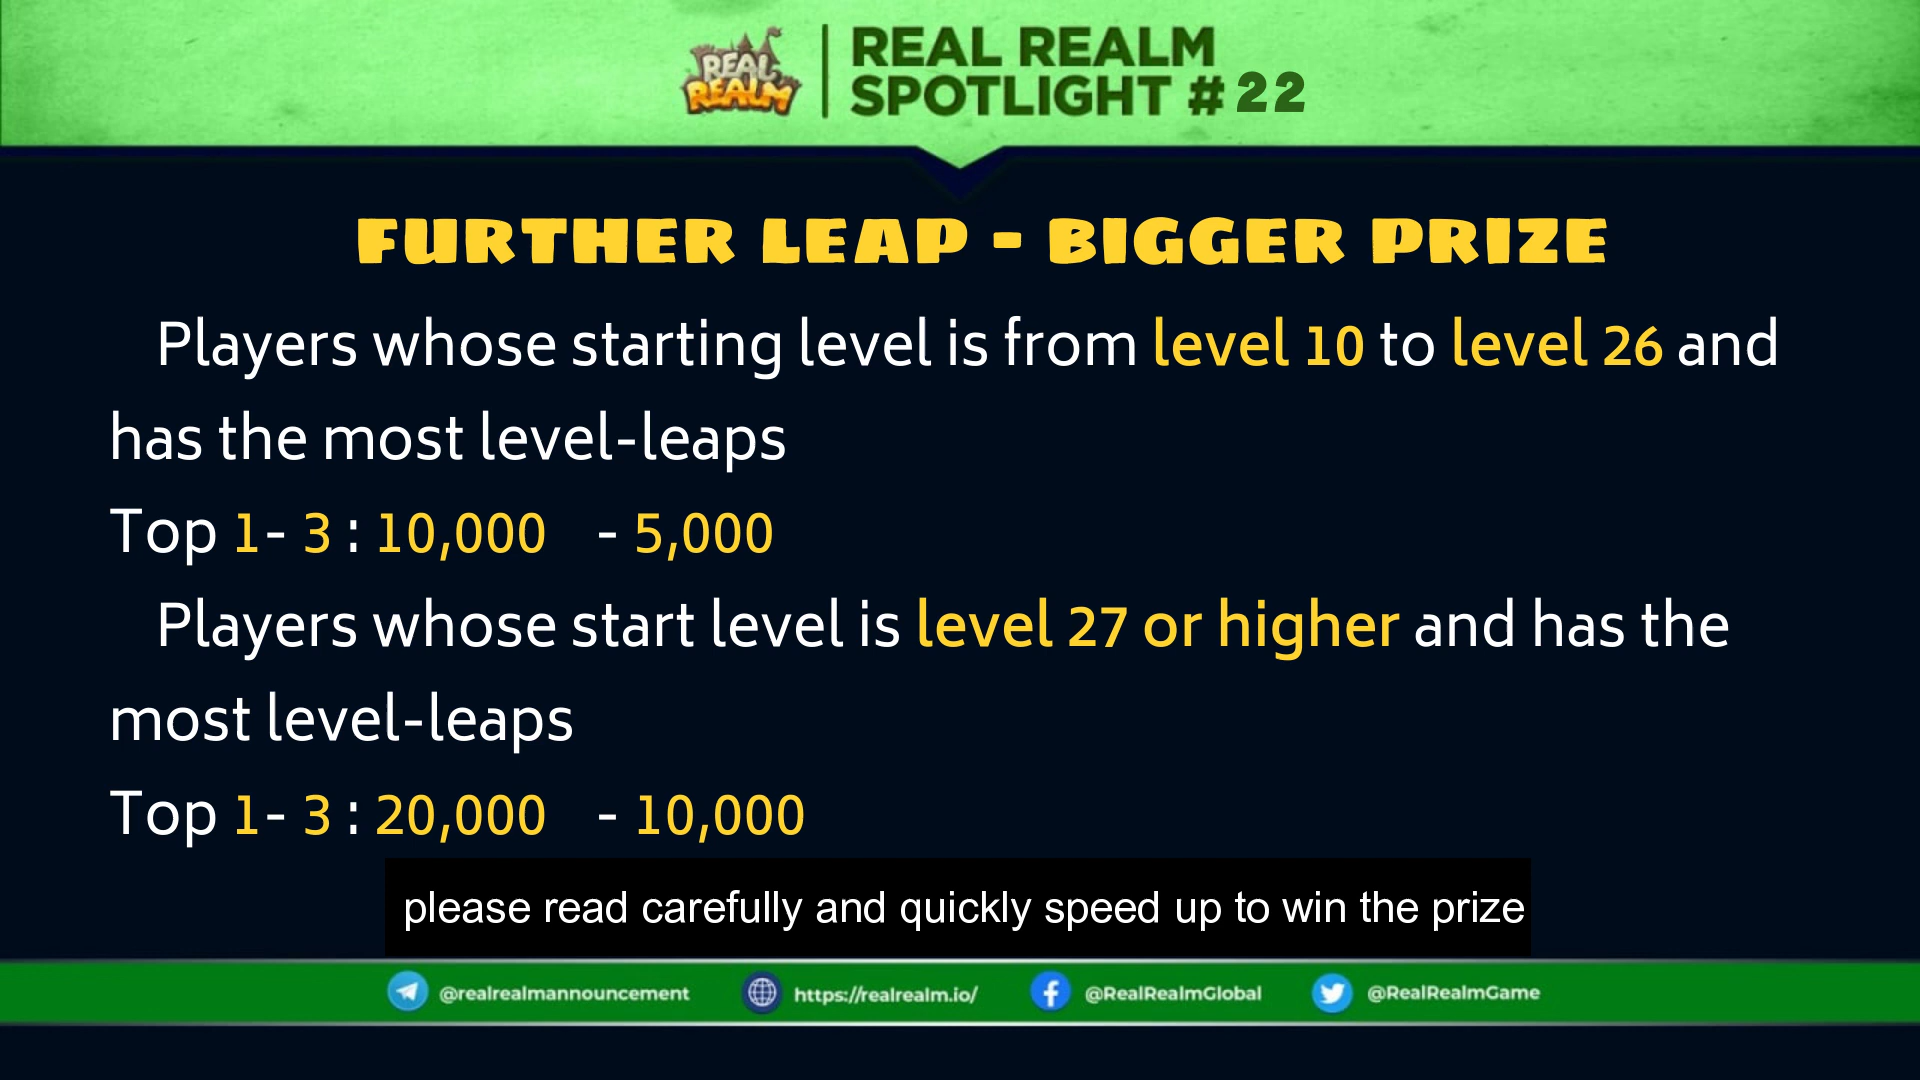 REAL REALM
REAL REALM
SPOTLIGHT #22
FURTHER LEAP - BIGGER PRIZE
Players whose starting level is from level 10 to level 26 and
has the most level-leaps
Top 1- 3 : 10,000 - 5,000
Players whose start level is level 27 or higher and has the
most level-leaps
Top 1- 3 : 20,000 - 10,000
please read carefully and quickly speed up to win the prize
@realrealmannouncement https://realrealm.io/ @RealRealmGlobal @RealRealmGame